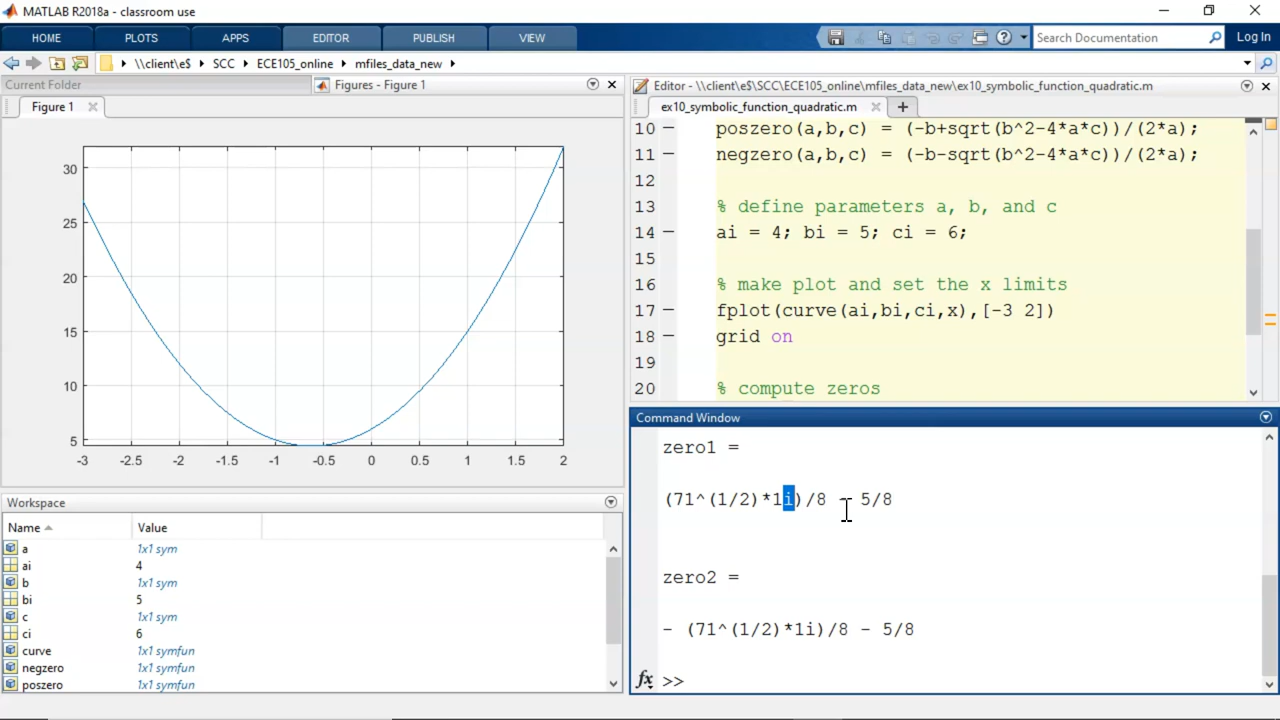 MATLAB R2018a - classroom use
HOME PLOTS APPS EDITOR PUBLISH VIEW Search Documentation Log In
\\client\e$ SCC ECE105_online mfiles_data_new
Current Folder
Figures - Figure 1
Figure 1
30
25
20
15
10
5
-3 -2.5 -2 -1.5 -1 -0.5 0 0.5 1 1.5 2
Workspace
Name Value
a 1x1 sym
ai 4
b 1x1 sym
bi 5
c 1x1 sym
ci 6
curve 1x1 symfun
negzero 1x1 symfun
poszero 1x1 symfun
Editor - \\client\e$\SCC\ECE105_online\mfiles_data_new\ex10_symbolic_function_quadratic.m
ex10_symbolic_function_quadratic.m
10 – poszero(a,b,c) = (-b+sqrt(b^2-4*a*c))/(2*a);
11 – negzero(a,b,c) = (-b-sqrt(b^2-4*a*c))/(2*a);
12
13 % define parameters a, b, and c
14 – ai = 4; bi = 5; ci = 6;
15
16 % make plot and set the x limits
17 – fplot(curve(ai,bi,ci,x),[-3 2])
18 – grid on
19
20 % compute zeros
Command Window
zero1 =
(71^(1/2)*1i)/8 - 5/8
zero2 =
- (71^(1/2)*1i)/8 - 5/8
fx >>